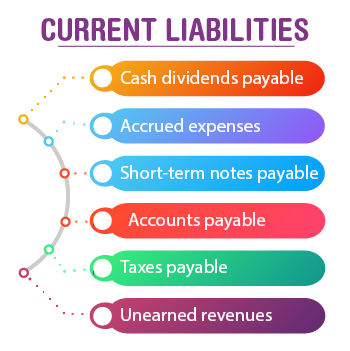 CURRENT LIABILITIES
Cash dividends payable
Accrued expenses
Short-term notes payable
Accounts payable
Taxes payable
Unearned revenues